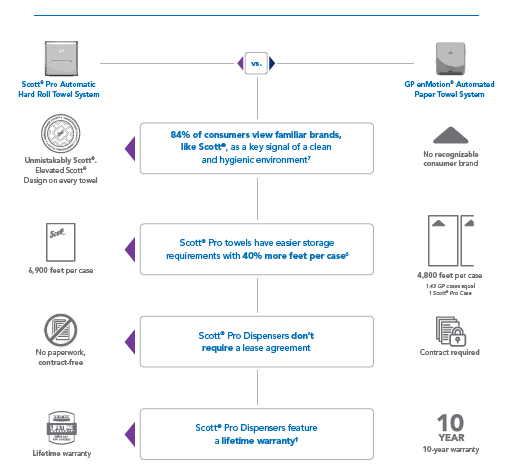 vs.
Scott® Pro Automatic
Hard Roll Towel System
GP enMotion® Automated
Paper Towel System
Unmistakably Scott®.
Elevated Scott®
Design on every towel
84% of consumers view familiar brands,
like Scott®, as a key signal of a clean
and hygienic environment⁷
No recognizable
consumer brand
Scott
6,900 feet per case
Scott® Pro towels have easier storage
requirements with 40% more feet per case⁶
4,800 feet per case
1.43 GP cases equal
1 Scott® Pro Case
No paperwork,
contract-free
Scott® Pro Dispensers don't
require a lease agreement
Contract required
LIFETIME
Lifetime warranty
Scott® Pro Dispensers feature
a lifetime warranty†
10
YEAR
10-year warranty